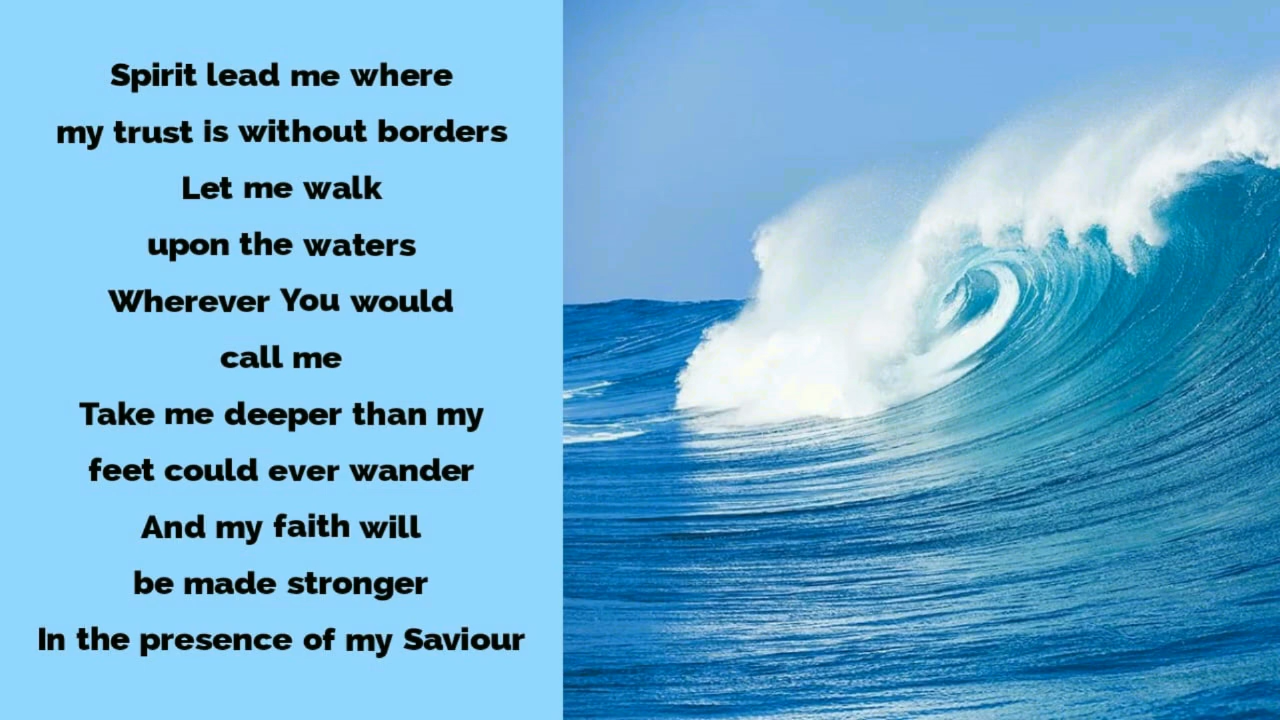 Spirit lead me where
my trust is without borders
Let me walk
upon the waters
Wherever You would
call me
Take me deeper than my
feet could ever wander
And my faith will
be made stronger
In the presence of my Saviour